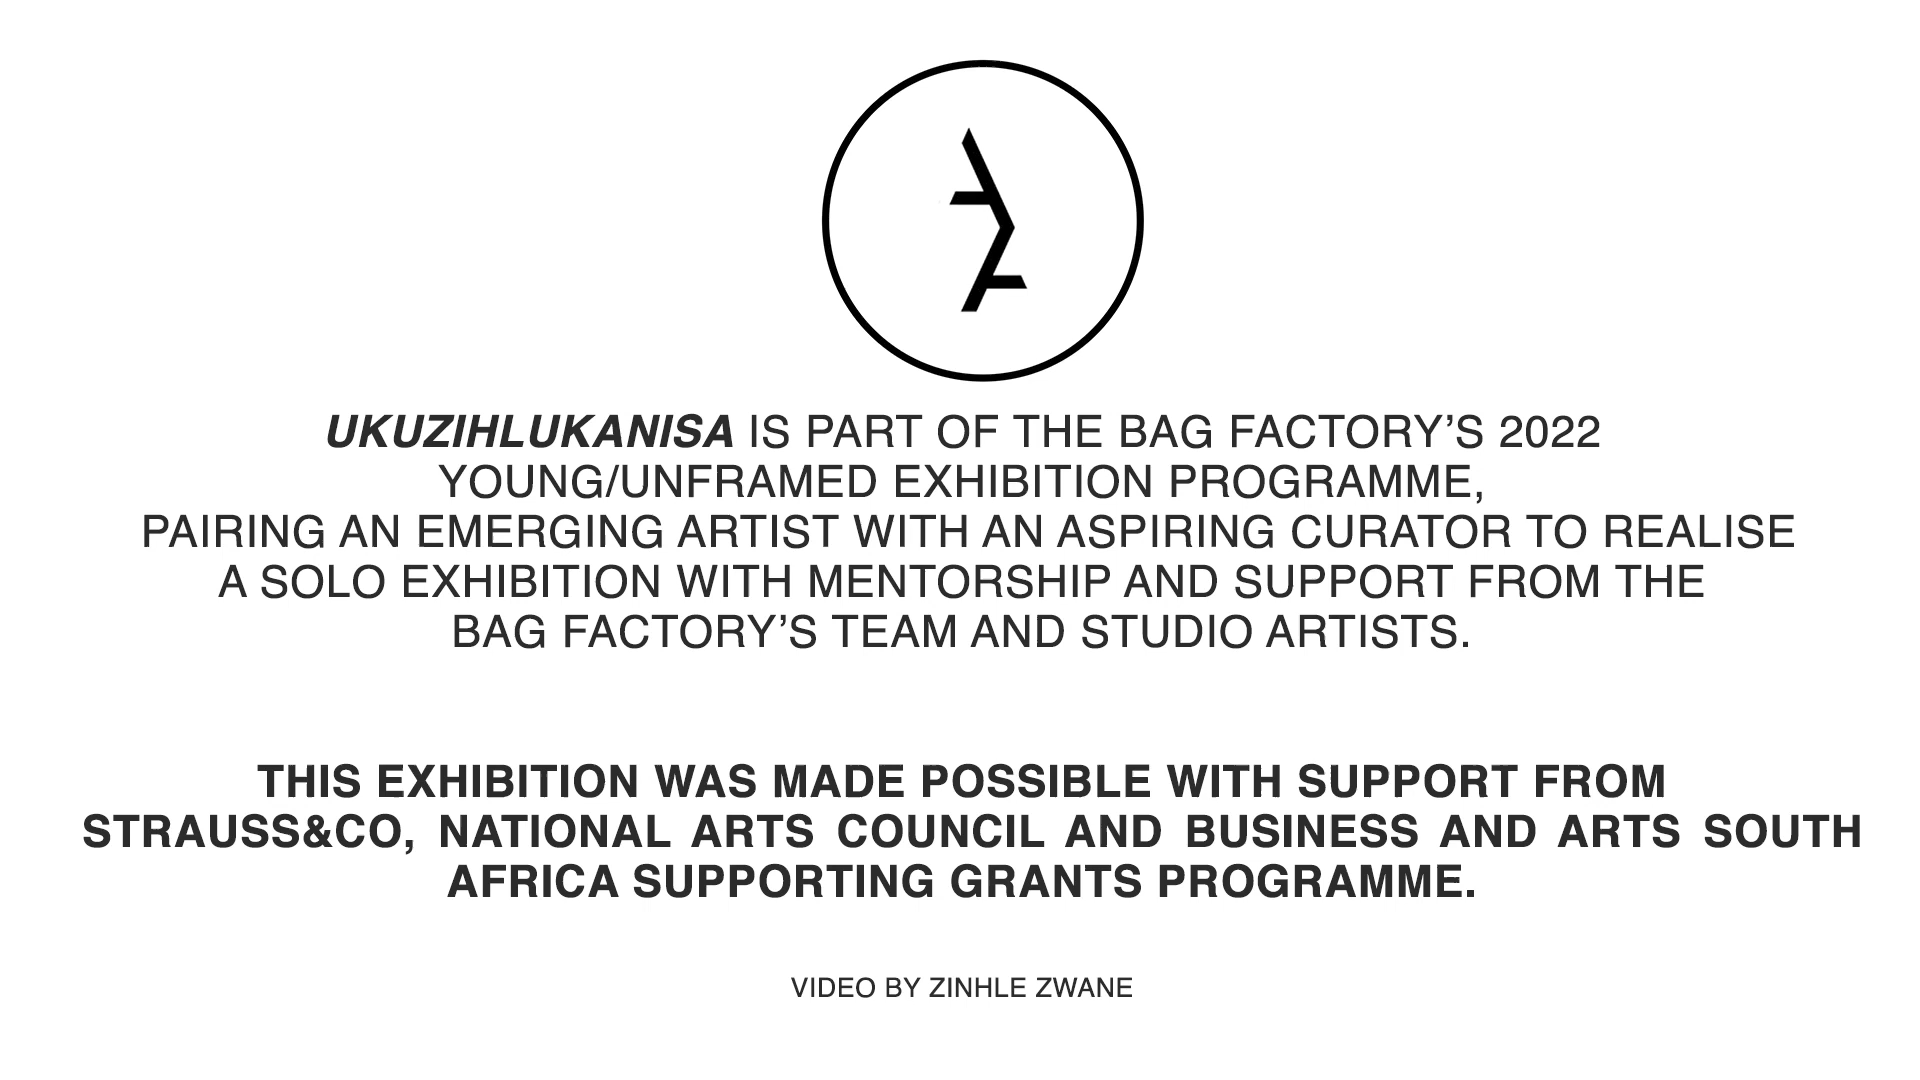 UKUZIHLUKANISA IS PART OF THE BAG FACTORY’S 2022
YOUNG/UNFRAMED EXHIBITION PROGRAMME,
PAIRING AN EMERGING ARTIST WITH AN ASPIRING CURATOR TO REALISE
A SOLO EXHIBITION WITH MENTORSHIP AND SUPPORT FROM THE
BAG FACTORY’S TEAM AND STUDIO ARTISTS.
THIS EXHIBITION WAS MADE POSSIBLE WITH SUPPORT FROM
STRAUSS&CO, NATIONAL ARTS COUNCIL AND BUSINESS AND ARTS SOUTH
AFRICA SUPPORTING GRANTS PROGRAMME.
VIDEO BY ZINHLE ZWANE